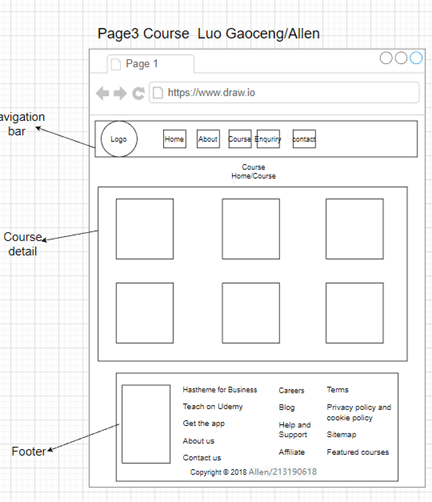 Page3 Course Luo Gaoceng/Allen
Page 1
https://www.draw.io
avigation
bar
Logo
Home
About
Course
Enquriry
contact
Course
Home/Course
Course
detail
Hastheme for Business
Teach on Udemy
Get the app
About us
Contact us
Careers
Blog
Help and
Support
Affiliate
Terms
Privacy policy and
cookie policy
Sitemap
Featured courses
Footer
Copyright © 2018 Allen/213190618